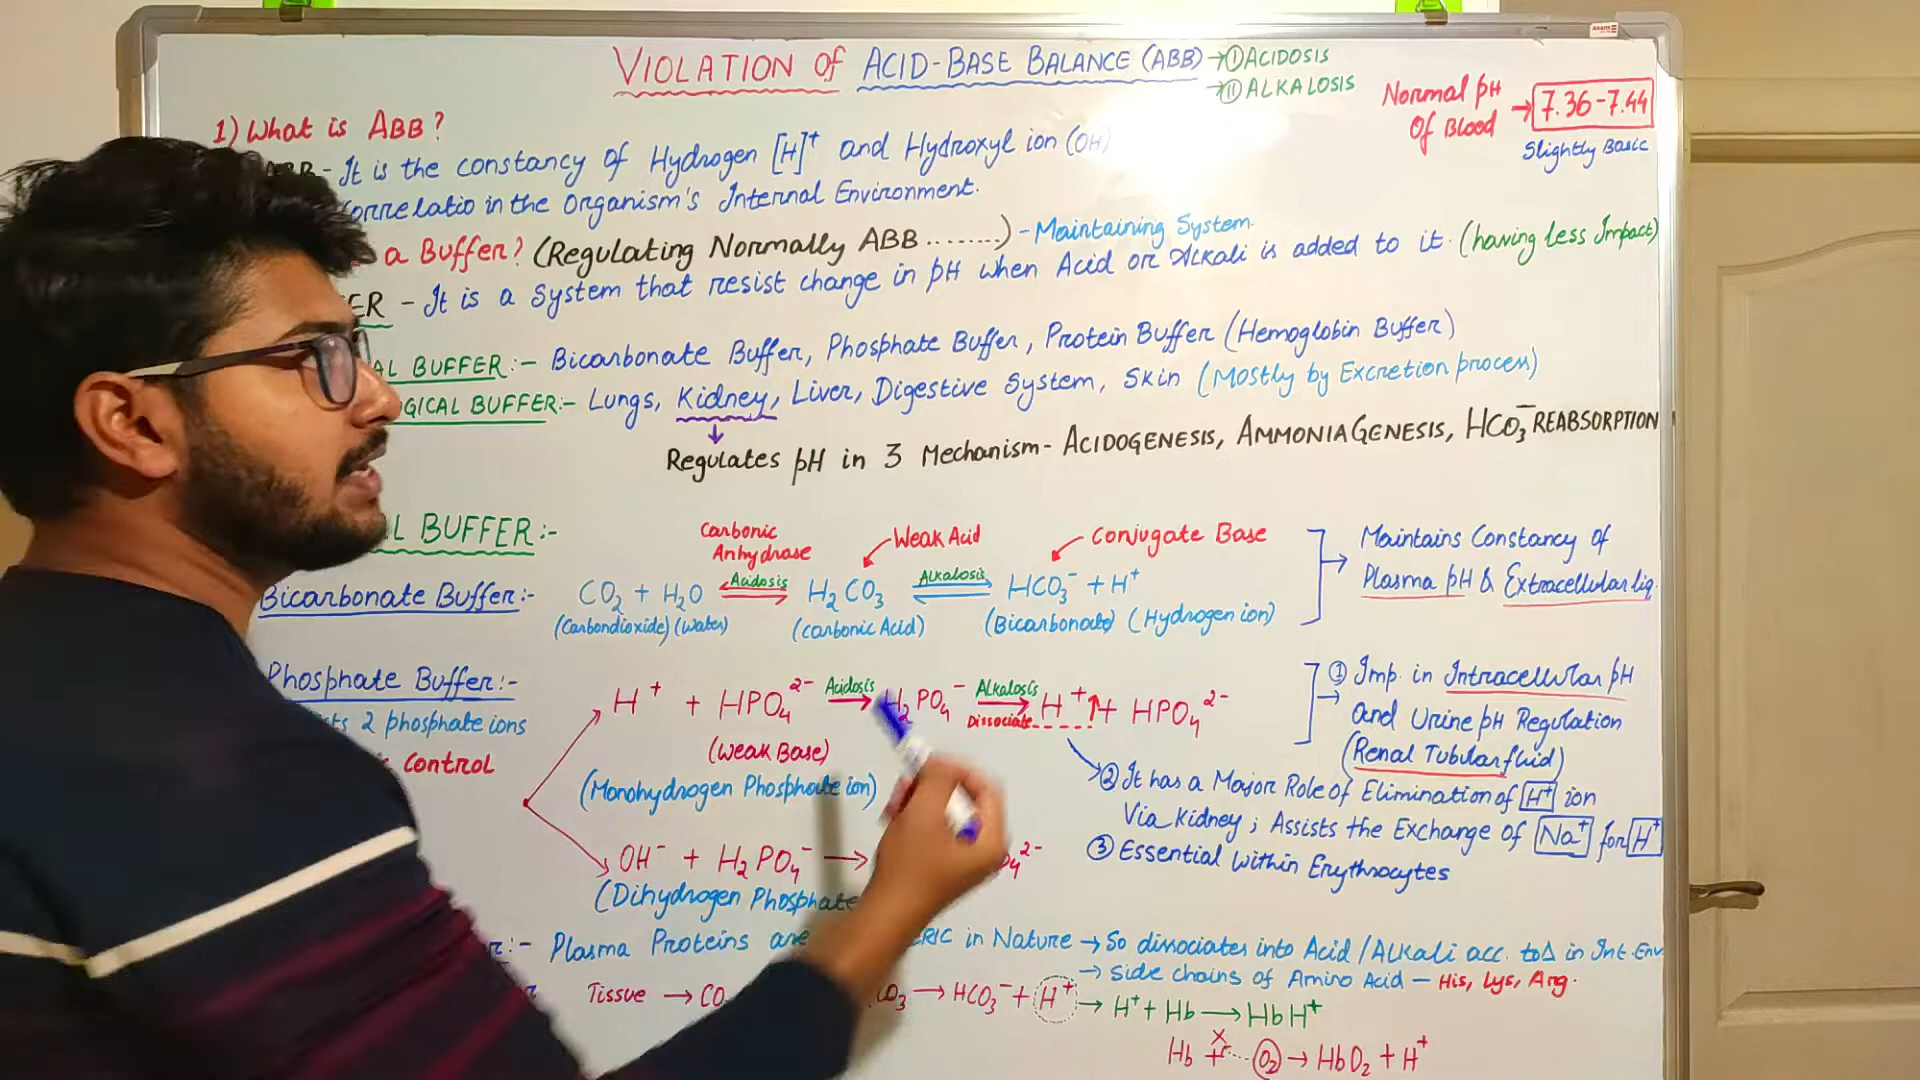 VIOLATION Of ACID-BASE BALANCE (ABB) → I ACIDOSIS
→ II ALKALOSIS
Normal pH Of Blood → 7.36-7.44
Slightly Basic
1) What is ABB?
- It is the constancy of Hydrogen [H]+ and Hydroxyl ion (OH)
Correlatio in the Organism's Internal Environment.
a Buffer? (Regulating Normally ABB ........) - Maintaining System.
ER - It is a System that resist change in pH when Acid or Alkali is added to it. (having less Impact)
AL BUFFER:- Bicarbonate Buffer, Phosphate Buffer, Protein Buffer (Hemoglobin Buffer)
GICAL BUFFER:- Lungs, Kidney, Liver, Digestive System, Skin (Mostly by Excretion process)
↓
Regulates pH in 3 Mechanism- ACIDOGENESIS, AMMONIAGENESIS, HCO3- REABSORPTION
L BUFFER:-
Carbonic Anhydrase
Weak Acid
Conjugate Base
Bicarbonate Buffer:- CO2 + H2O Acidosis H2CO3 Alkalosis HCO3- + H+
(Carbondioxide) (Water) (Carbonic Acid) (Bicarbonate) (Hydrogen ion)
→ Maintains Constancy of
Plasma pH & Extracellular liq.
Phosphate Buffer:-
2 phosphate ions
Control
H+ + HPO4 2- Acidosis → H2PO4- Alkalosis → Dissociate H+ ↑ + HPO4 2-
(Weak Base)
(Monohydrogen Phosphate ion)
OH- + H2PO4- → 4 2-
(Dihydrogen Phosphate
① Imp. in Intracellular pH
and Urine pH Regulation
(Renal Tubular fluid)
② It has a Major Role of Elimination of H+ ion
Via Kidney; Assists the Exchange of Na+ for H+
③ Essential Within Erythrocytes
:- Plasma Proteins are ERIC in Nature → So dissociates into Acid/Alkali acc. to Δ in Int. Env.
→ Side chains of Amino Acid - His, Lys, Arg.
Tissue → CO CO3 → HCO3- + H+ → H+ + Hb → HbH+
Hb + O2 → HbO2 + H+